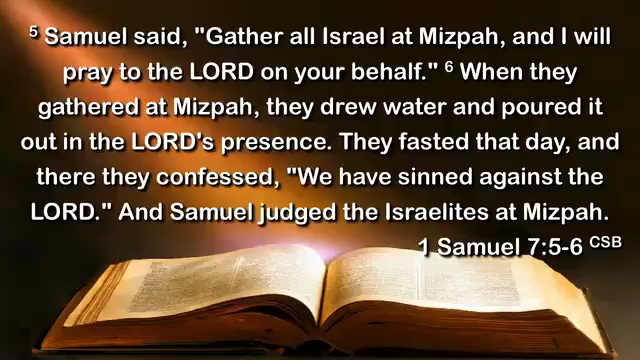 5 Samuel said, "Gather all Israel at Mizpah, and I will
pray to the LORD on your behalf." 6 When they
gathered at Mizpah, they drew water and poured it
out in the LORD's presence. They fasted that day, and
there they confessed, "We have sinned against the
LORD." And Samuel judged the Israelites at Mizpah.
1 Samuel 7:5-6 CSB